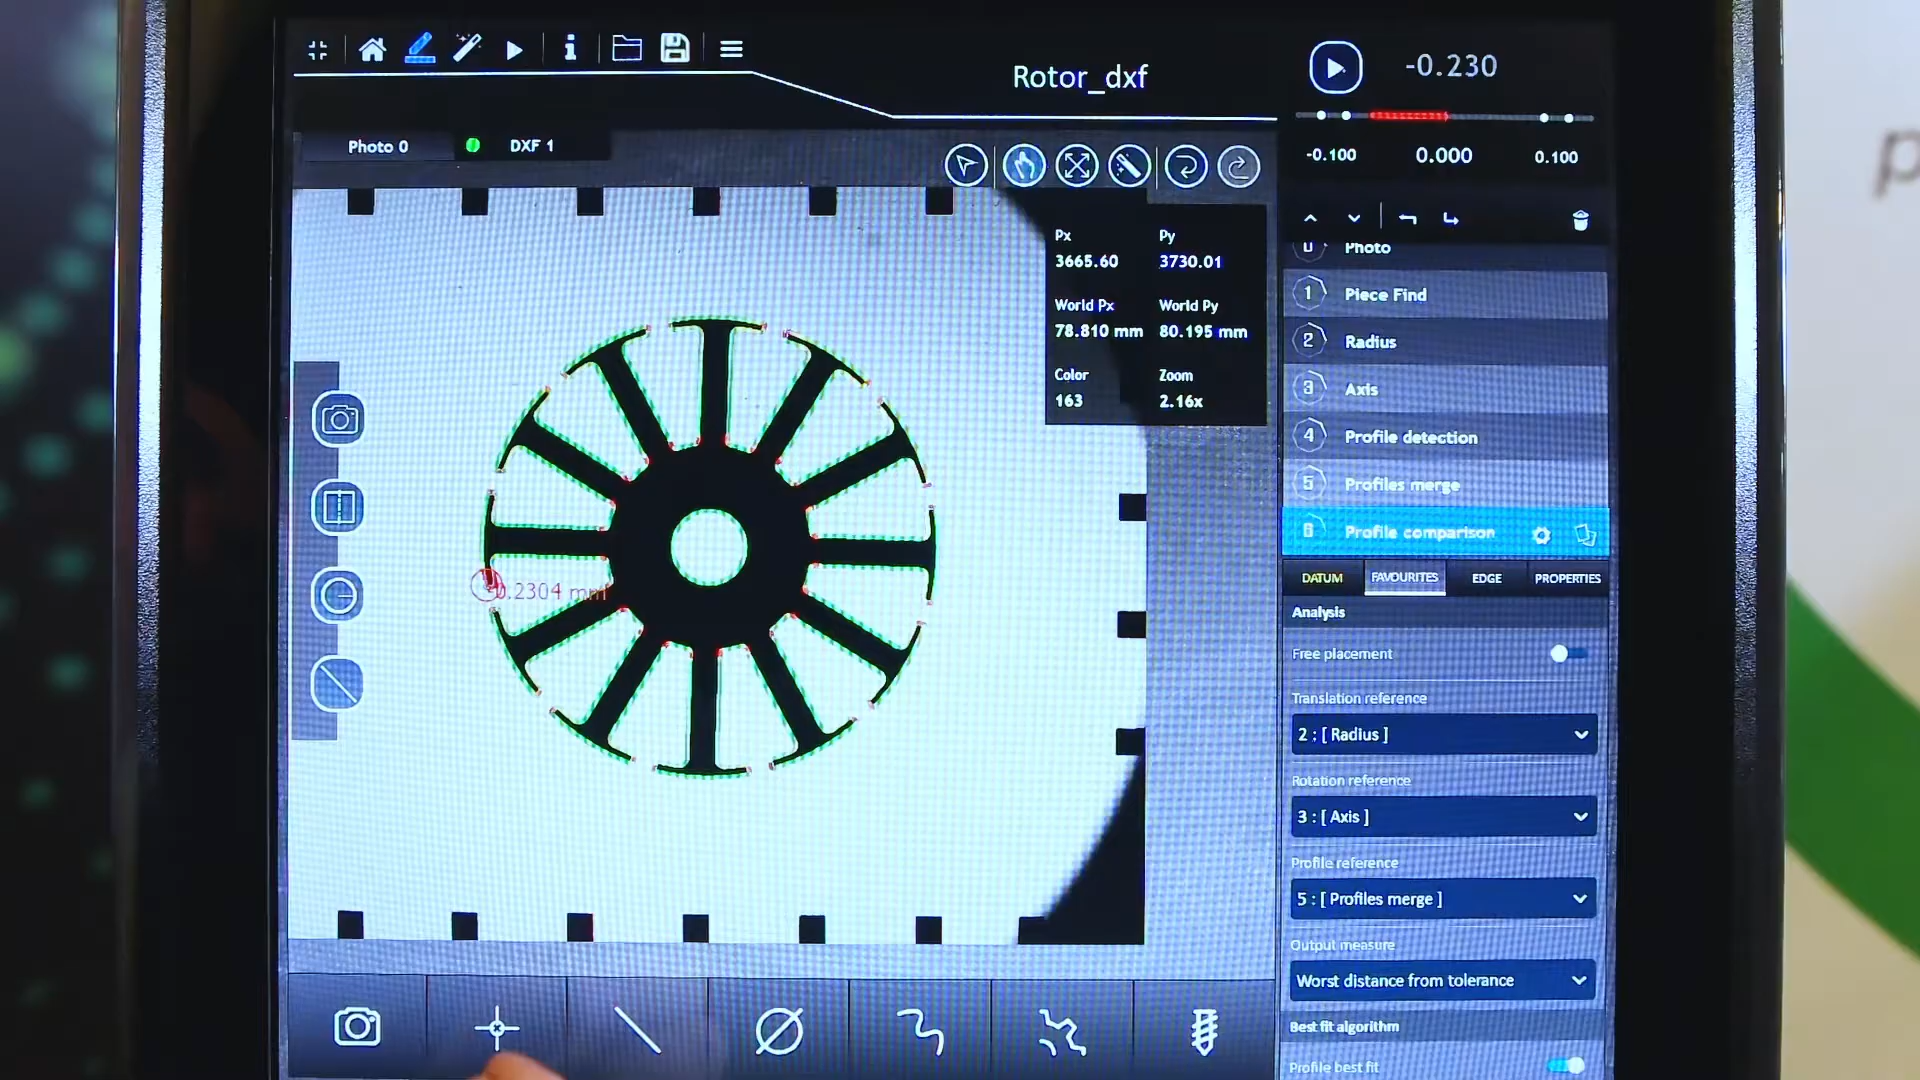 Rotor_dxf
-0.230
-0.100 0.000 0.100
Photo 0 DXF 1
Px Py
3665.60 3730.01
World Px World Py
78.810 mm 80.195 mm
Color Zoom
163 2.16x
0.2304 mm
0 Photo
1 Piece Find
2 Radius
3 Axis
4 Profile detection
5 Profiles merge
6 Profile comparison
DATUM FAVOURITES EDGE PROPERTIES
Analysis
Free placement
Translation reference
2 : [ Radius ]
Rotation reference
3 : [ Axis ]
Profile reference
5 : [ Profiles merge ]
Output measure
Worst distance from tolerance
Best fit algorithm
Profile best fit
p